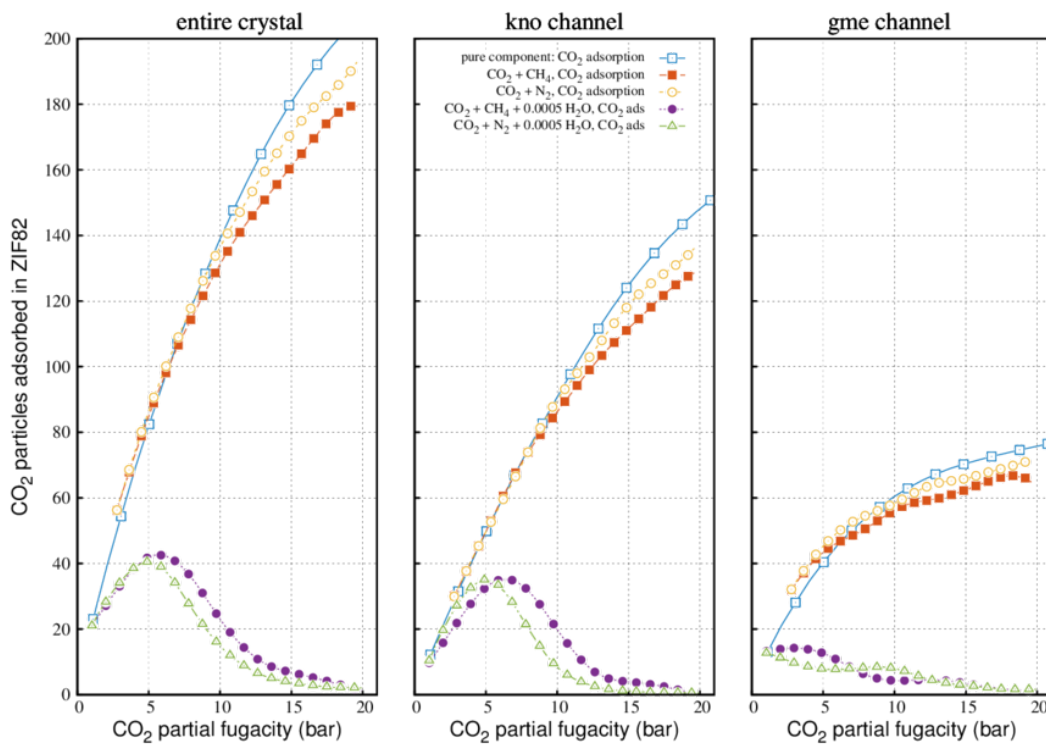 entire crystal
kno channel
gme channel
CO2 particles adsorbed in ZIF82
200
180
160
140
120
100
80
60
40
20
0
pure component: CO2 adsorption
CO2 + CH4, CO2 adsorption
CO2 + N2, CO2 adsorption
CO2 + CH4 + 0.0005 H2O, CO2 ads
CO2 + N2 + 0.0005 H2O, CO2 ads
0 5 10 15 20
0 5 10 15 20
0 5 10 15 20
CO2 partial fugacity (bar)
CO2 partial fugacity (bar)
CO2 partial fugacity (bar)